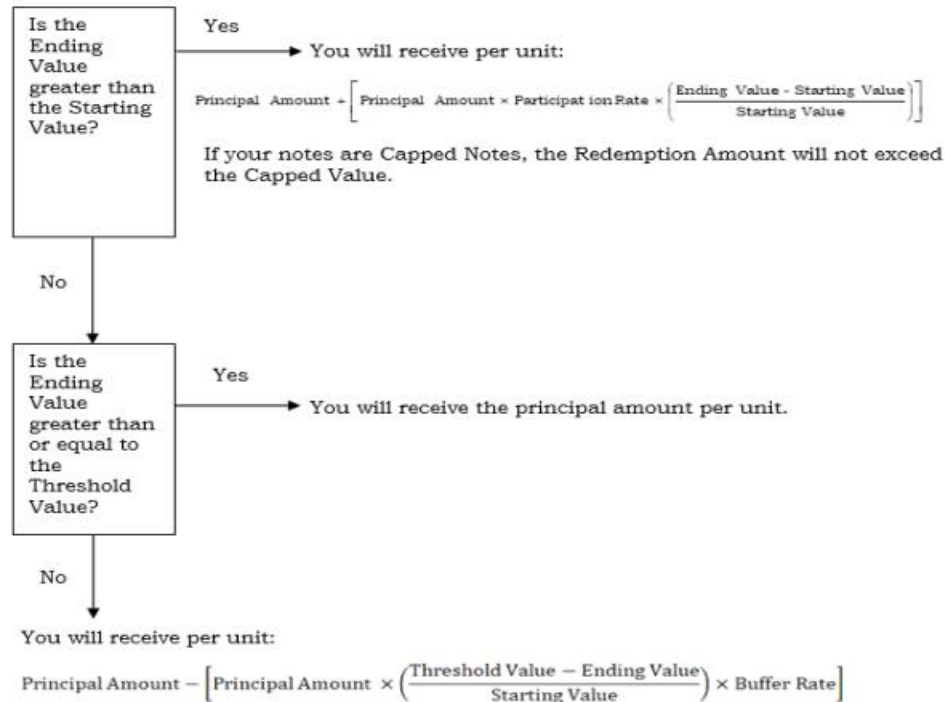 Is the
Ending
Value
greater than
the Starting
Value?
Yes
You will receive per unit:
Principal Amount + [Principal Amount × Participat ion Rate × (Ending Value - Starting Value / Starting Value)]
If your notes are Capped Notes, the Redemption Amount will not exceed
the Capped Value.
No
Is the
Ending
Value
greater than
or equal to
the
Threshold
Value?
Yes
You will receive the principal amount per unit.
No
You will receive per unit:
Principal Amount − [Principal Amount × (Threshold Value − Ending Value / Starting Value) × Buffer Rate]